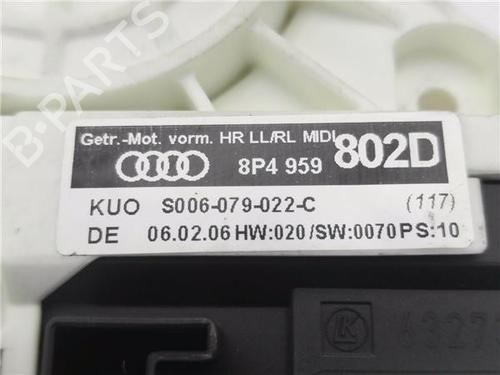 B-PARTS
Getr.-Mot. vorm. HR LL/RL MIDI
8P4 959 802D
KUO S006-079-022-C (117)
DE 06.02.06 HW:020/SW:0070 PS:10
LK